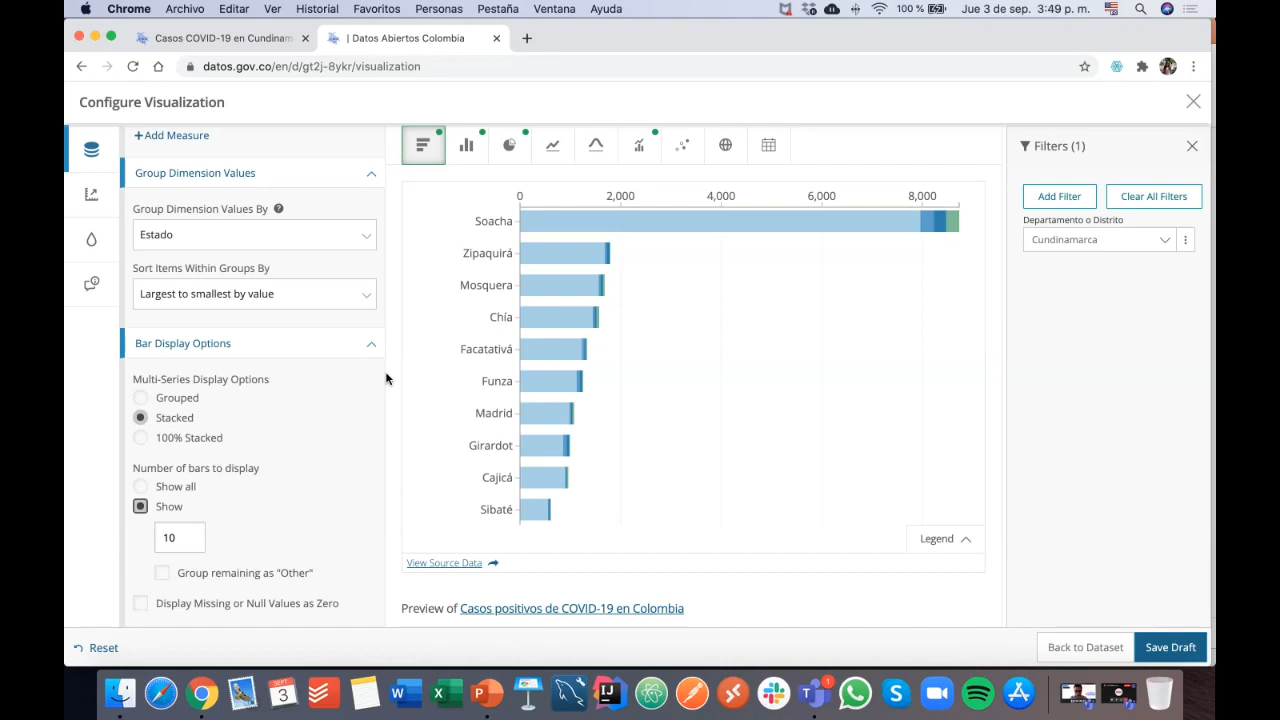 Chrome Archivo Editar Ver Historial Favoritos Personas Pestaña Ventana Ayuda 100 % Jue 3 de sep. 3:49 p. m.
Casos COVID-19 en Cundinam
| Datos Abiertos Colombia
datos.gov.co/en/d/gt2j-8ykr/visualization
Configure Visualization
+Add Measure
Group Dimension Values
Group Dimension Values By
Estado
Sort Items Within Groups By
Largest to smallest by value
Bar Display Options
Multi-Series Display Options
Grouped
Stacked
100% Stacked
Number of bars to display
Show all
Show
10
Group remaining as "Other"
Display Missing or Null Values as Zero
0 2,000 4,000 6,000 8,000
Soacha
Zipaquirá
Mosquera
Chía
Facatativá
Funza
Madrid
Girardot
Cajicá
Sibaté
Legend
View Source Data
Preview of Casos positivos de COVID-19 en Colombia
Filters (1)
Add Filter
Clear All Filters
Departamento o Distrito
Cundinamarca
Reset
Back to Dataset
Save Draft
SEPT
3
W
X
P
IJ
T
1
S